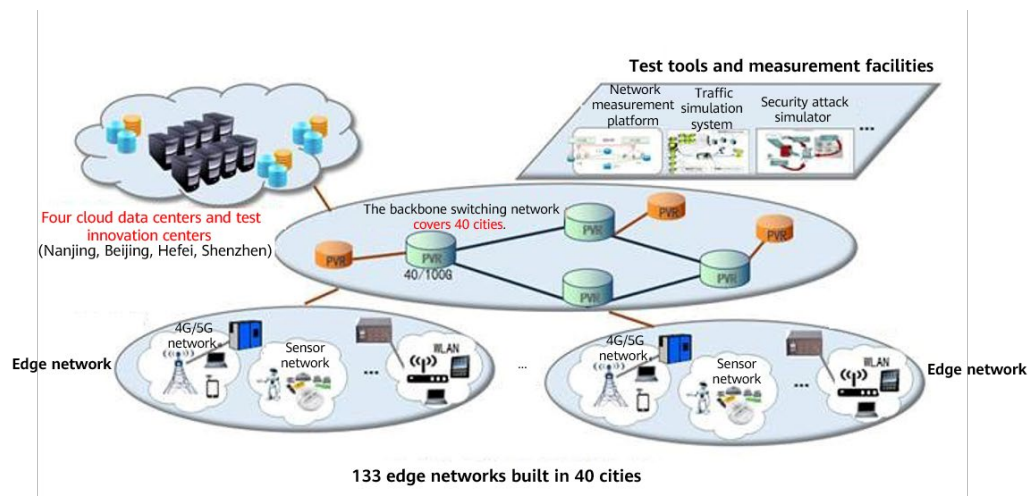 Test tools and measurement facilities
Network
measurement
platform
Traffic
simulation
system
Security attack
simulator
...
Four cloud data centers and test
innovation centers
(Nanjing, Beijing, Hefei, Shenzhen)
The backbone switching network
covers 40 cities.
PVR
PVR
PVR
PVR
PVR
PVR
PVR
40/100G
4G/5G
network
Sensor
network
...
WLAN
Edge network
...
4G/5G
network
Sensor
network
...
WLAN
Edge network
133 edge networks built in 40 cities